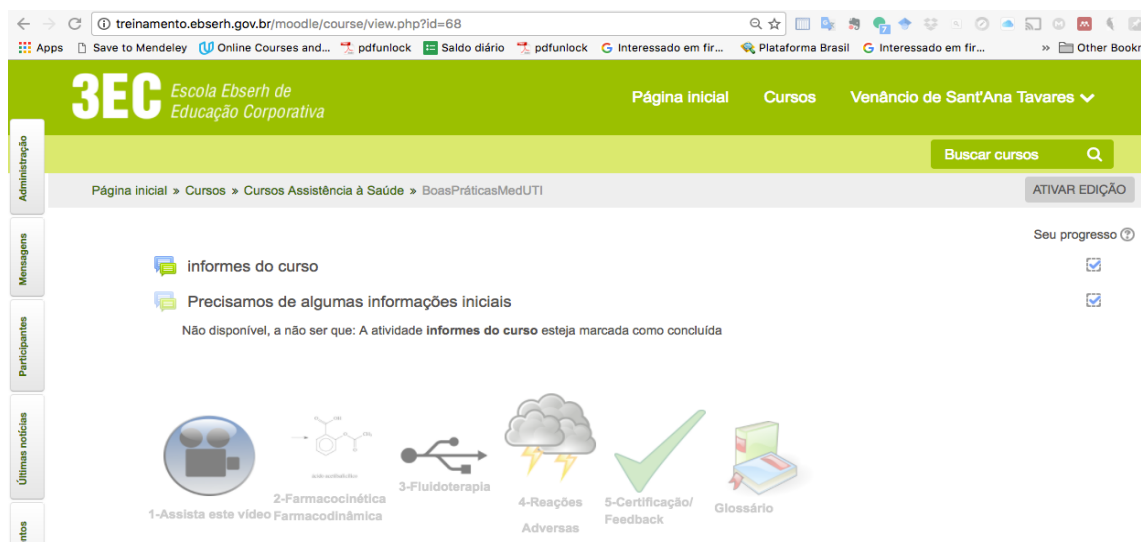 treinamento.ebserh.gov.br/moodle/course/view.php?id=68
Apps Save to Mendeley Online Courses and... pdfunlock Saldo diário pdfunlock Interessado em fir... Plataforma Brasil Interessado em fir... » Other Bookr
3EC Escola Ebserh de
Educação Corporativa
Página inicial Cursos Venâncio de Sant'Ana Tavares
Buscar cursos
Página inicial » Cursos » Cursos Assistência à Saúde » BoasPráticasMedUTI ATIVAR EDIÇÃO
Administração
Mensagens
Participantes
Últimas notícias
ntos
Seu progresso
informes do curso
Precisamos de algumas informações iniciais
Não disponível, a não ser que: A atividade informes do curso esteja marcada como concluída
1-Assista este vídeo
2-Farmacocinética
Farmacodinâmica
3-Fluidoterapia
4-Reações
Adversas
5-Certificação/
Feedback
Glossário